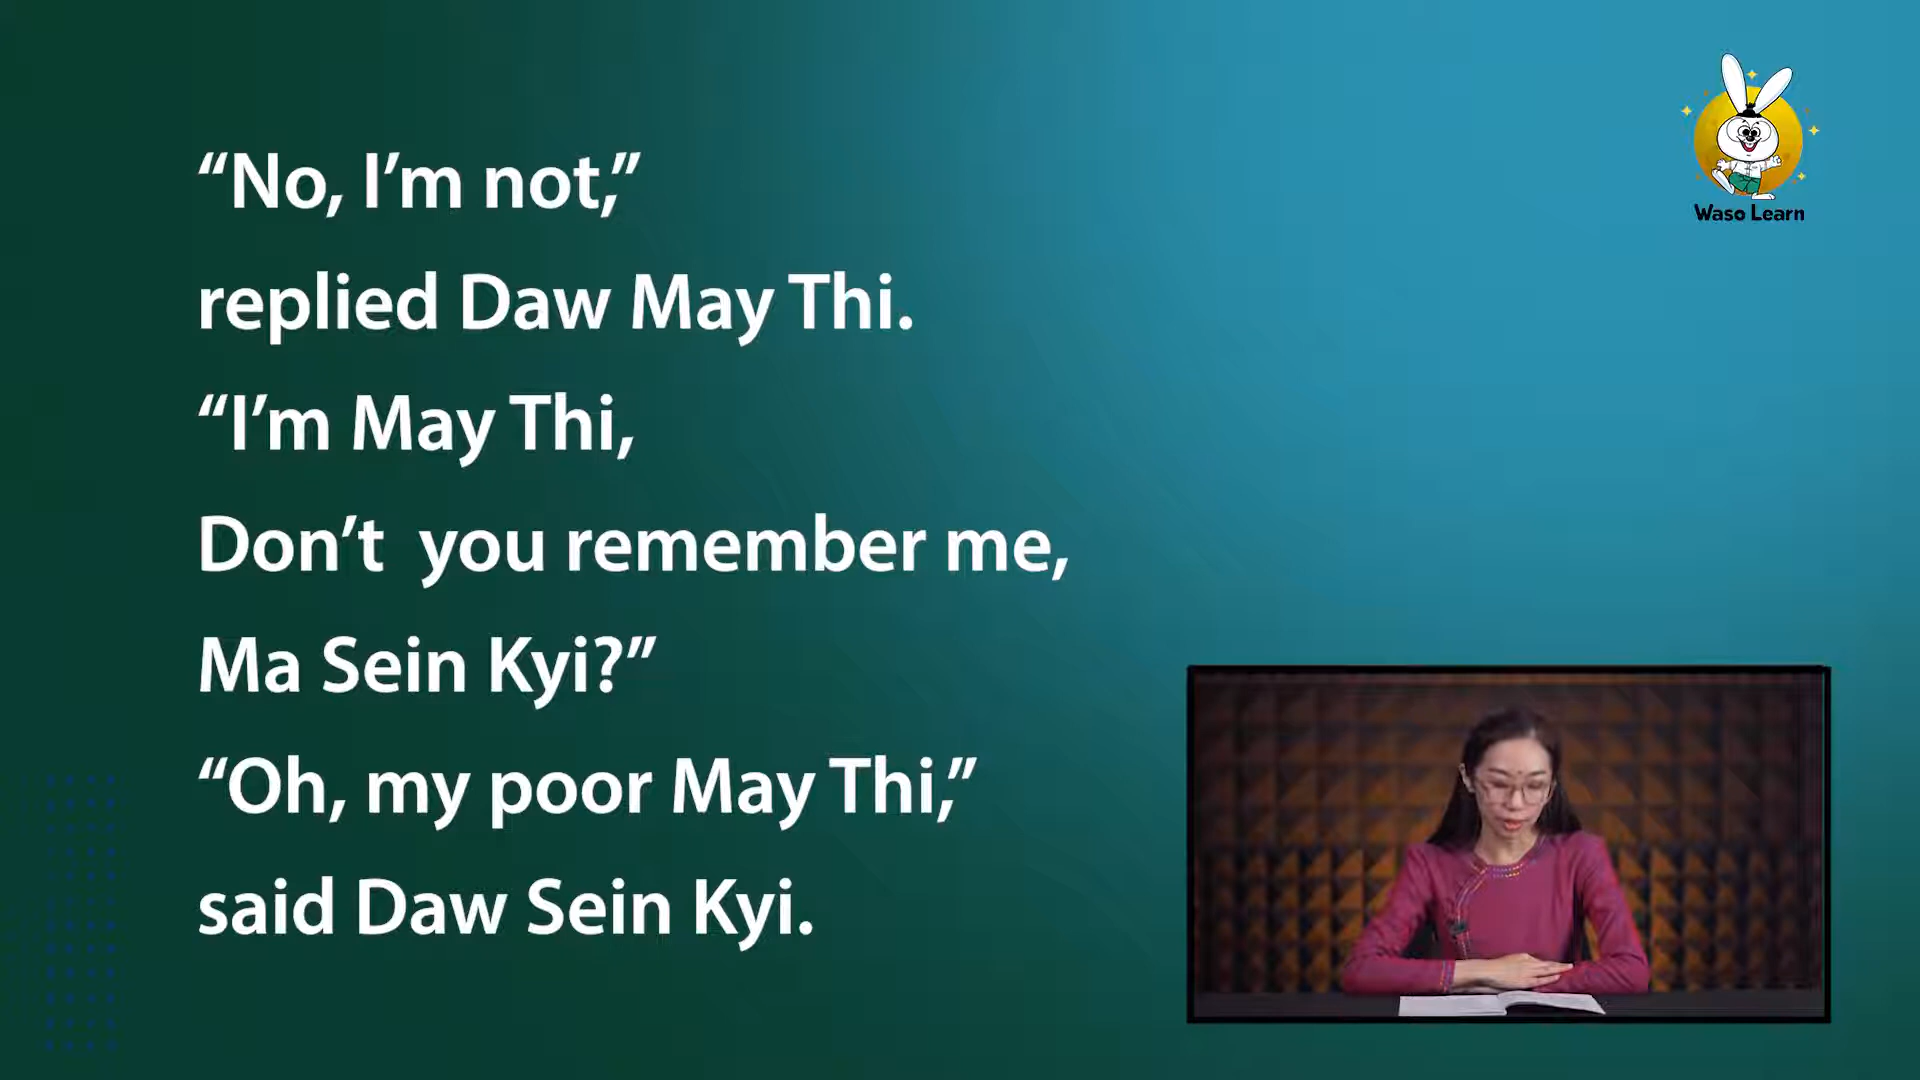 “No, I’m not,”
replied Daw May Thi.
“I’m May Thi,
Don’t  you remember me,
Ma Sein Kyi?”
“Oh, my poor May Thi,”
said Daw Sein Kyi.
Waso Learn